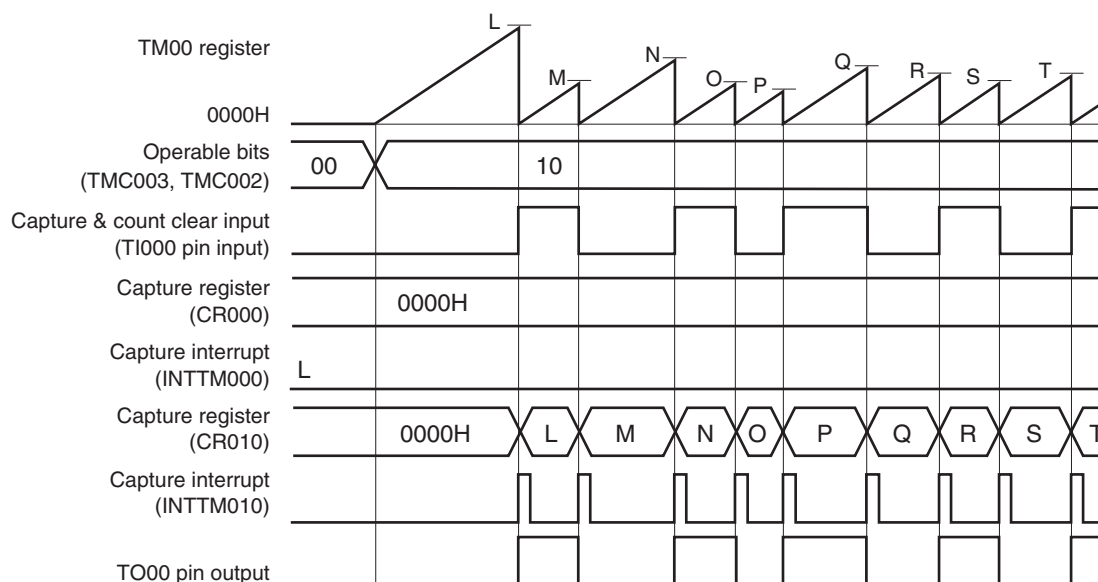 L
TM00 register
N
Q
M
O
P
R
S
T
0000H
Operable bits
(TMC003, TMC002)
00
10
Capture & count clear input
(TI000 pin input)
Capture register
(CR000)
0000H
Capture interrupt
(INTTM000)
L
Capture register
(CR010)
0000H
L
M
N
O
P
Q
R
S
T
Capture interrupt
(INTTM010)
TO00 pin output